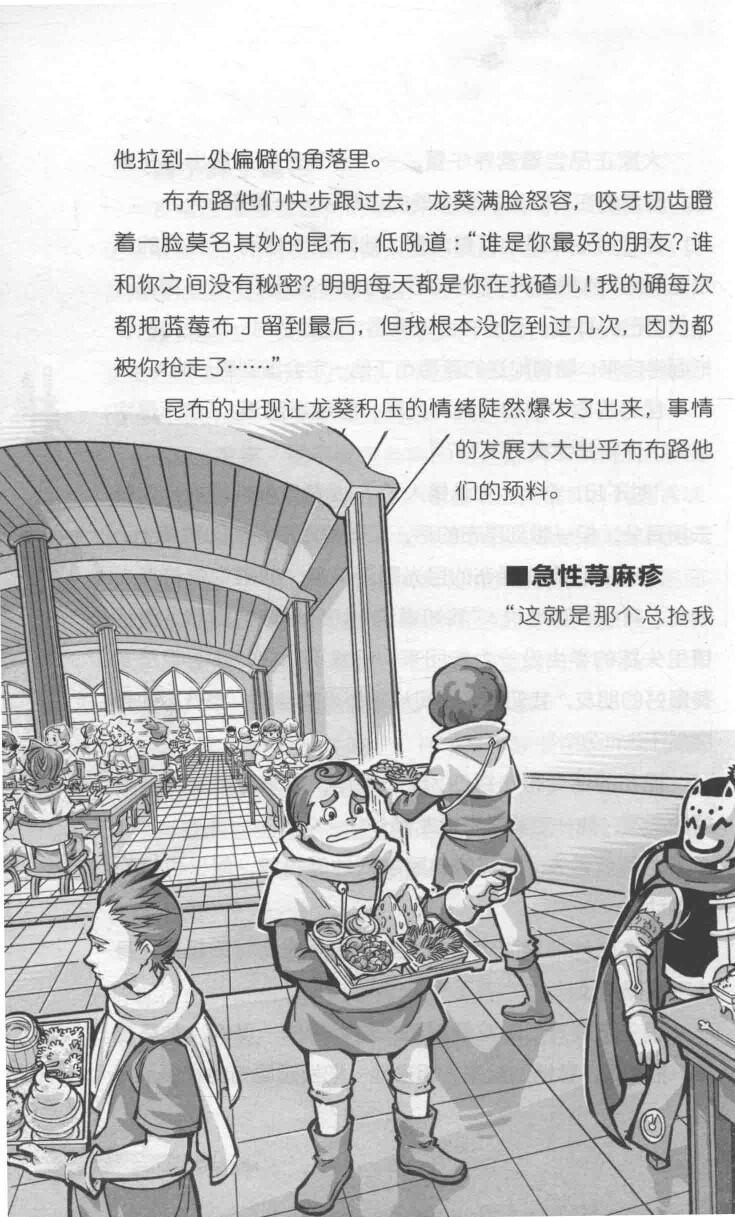 他拉到一处偏僻的角落里。
布布路他们快步跟过去，龙葵满脸怒容，咬牙切齿瞪
着一脸莫名其妙的昆布，低吼道：“谁是你最好的朋友？谁
和你之间没有秘密？明明每天都是你在找碴儿！我的确每次
都把蓝莓布丁留到最后，但我根本没吃到过几次，因为都
被你抢走了……”
昆布的出现让龙葵积压的情绪陡然爆发了出来，事情
的发展大大出乎布布路他
们的预料。
■急性荨麻疹
“这就是那个总抢我